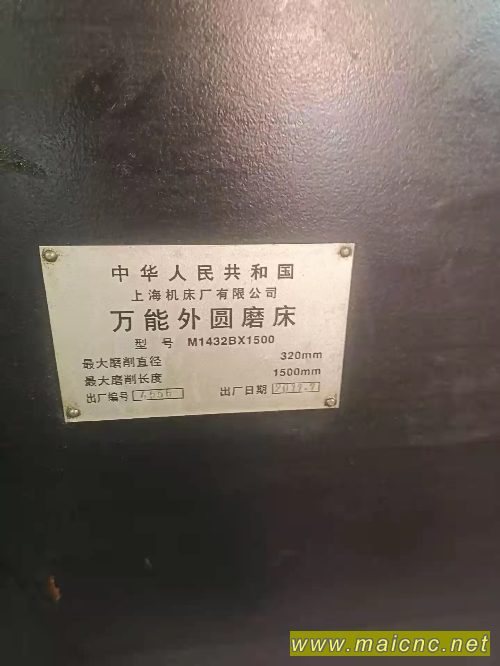 中华人民共和国
上海机床厂有限公司
万能外圆磨床
型号 M1432BX1500
最大磨削直径 320mm
最大磨削长度 1500mm
出厂编号 出厂日期
www.maicnc.net